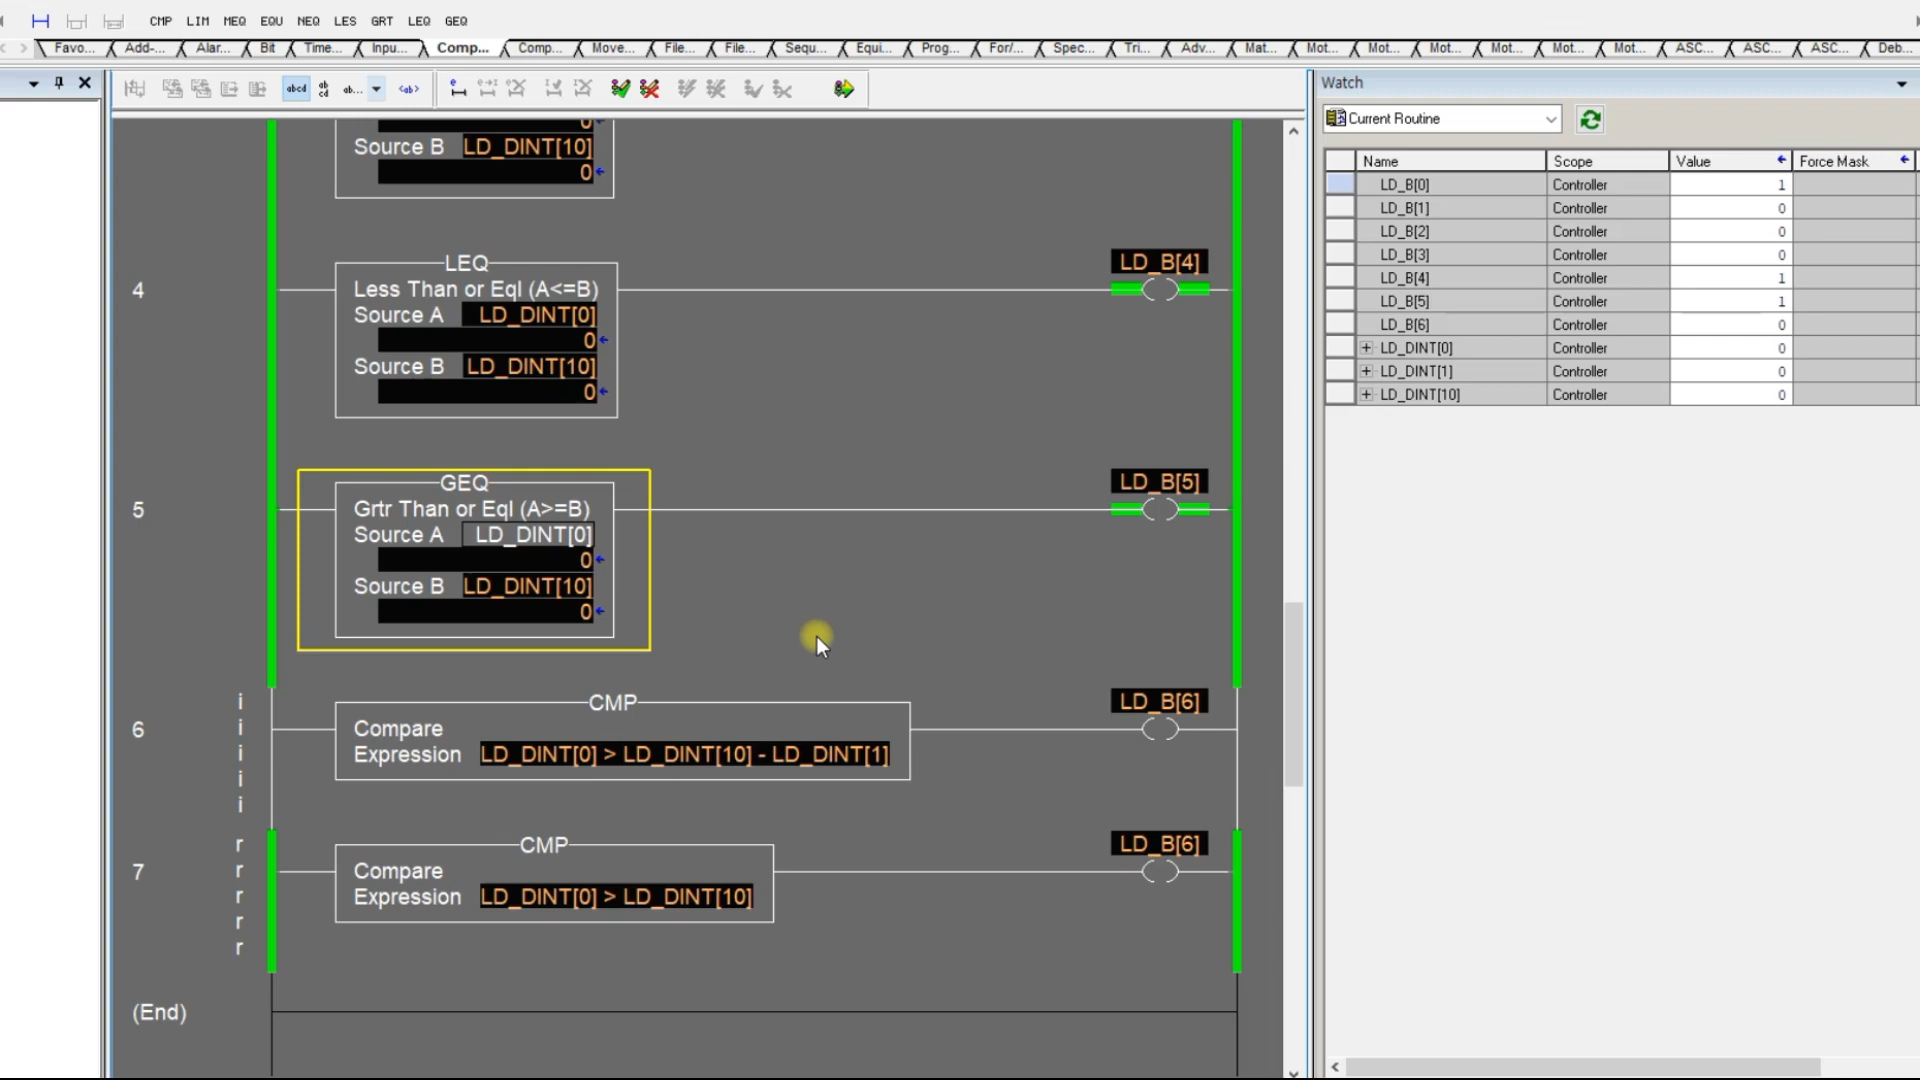 CMP LIM MEQ EQU NEQ LES GRT LEQ GEQ
Favo... Add-... Alar... Bit Time... Inpu... Comp... Comp... Move... File... File... Sequ... Equi... Prog... For/... Spec... Tri... Adv... Mat... Mot... Mot... Mot... Mot... Mot... Mot... ASC... ASC... ASC... Deb...
abcd ab cd ab... <ab>
0
Source B LD_DINT[10]
0
4
LEQ
Less Than or Eql (A<=B)
Source A LD_DINT[0]
0
Source B LD_DINT[10]
0
LD_B[4]
5
GEQ
Grtr Than or Eql (A>=B)
Source A LD_DINT[0]
0
Source B LD_DINT[10]
0
LD_B[5]
i
i
i
i
i
6
CMP
Compare
Expression LD_DINT[0] > LD_DINT[10] - LD_DINT[1]
LD_B[6]
r
r
r
r
r
7
CMP
Compare
Expression LD_DINT[0] > LD_DINT[10]
LD_B[6]
(End)
Watch
Current Routine
Name Scope Value Force Mask
LD_B[0] Controller 1
LD_B[1] Controller 0
LD_B[2] Controller 0
LD_B[3] Controller 0
LD_B[4] Controller 1
LD_B[5] Controller 1
LD_B[6] Controller 0
LD_DINT[0] Controller 0
LD_DINT[1] Controller 0
LD_DINT[10] Controller 0